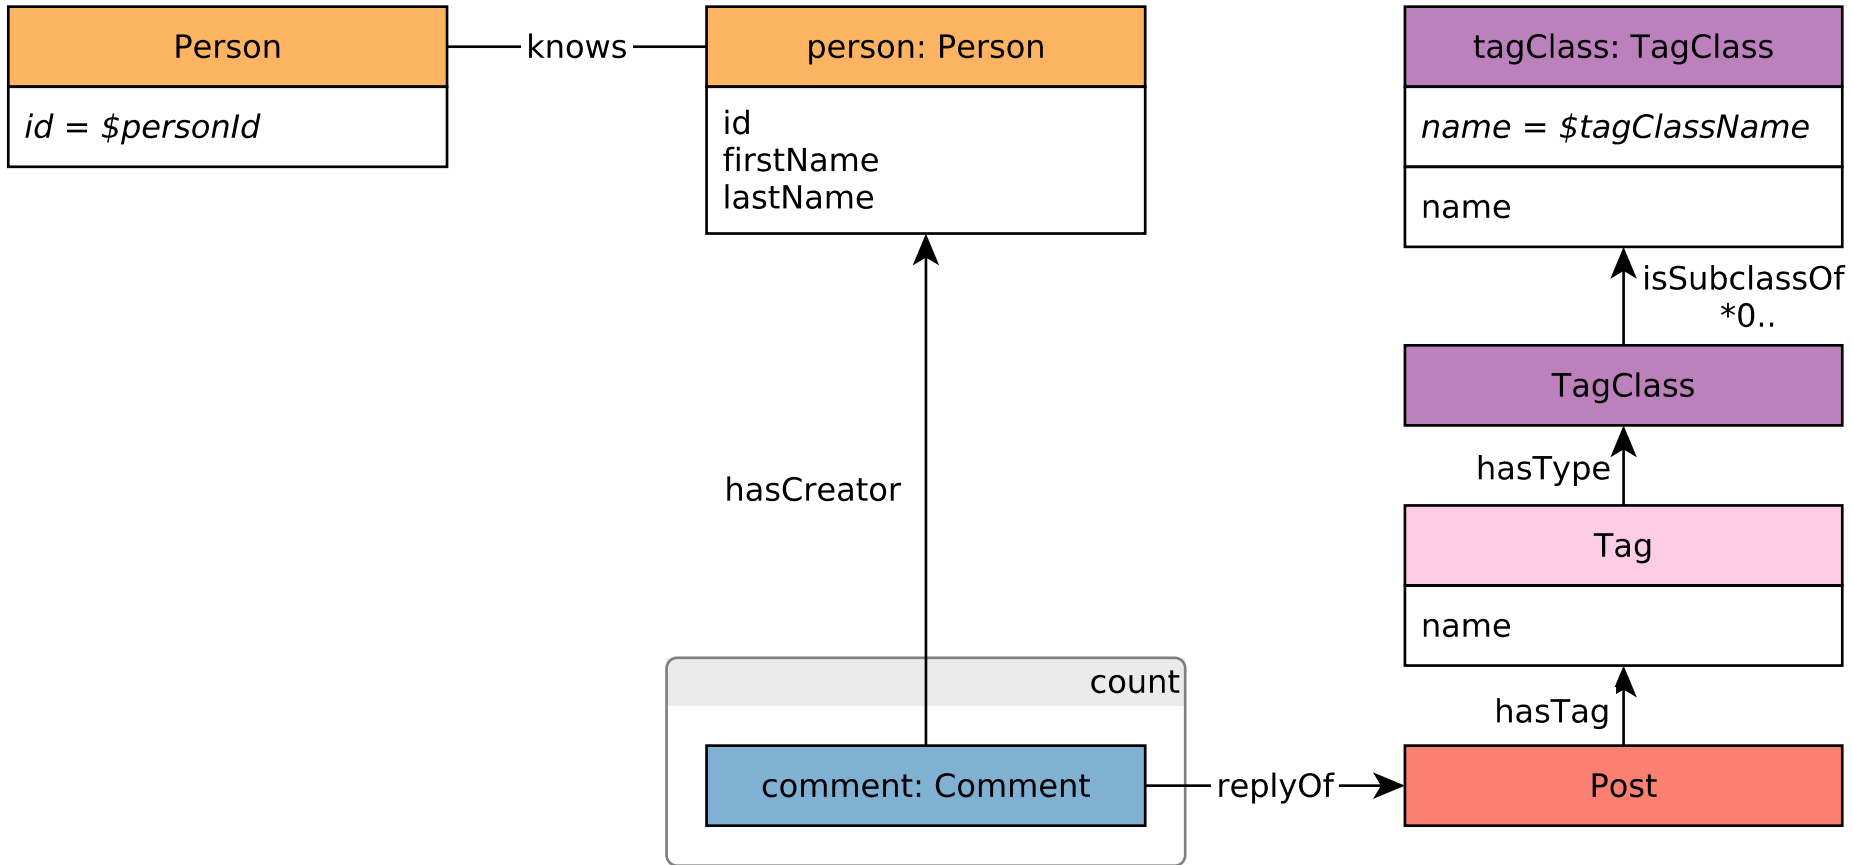 Person
id = $personId
knows
person: Person
id
firstName
lastName
tagClass: TagClass
name = $tagClassName
name
isSubclassOf
*0..
TagClass
hasType
Tag
name
hasTag
Post
hasCreator
count
comment: Comment
replyOf